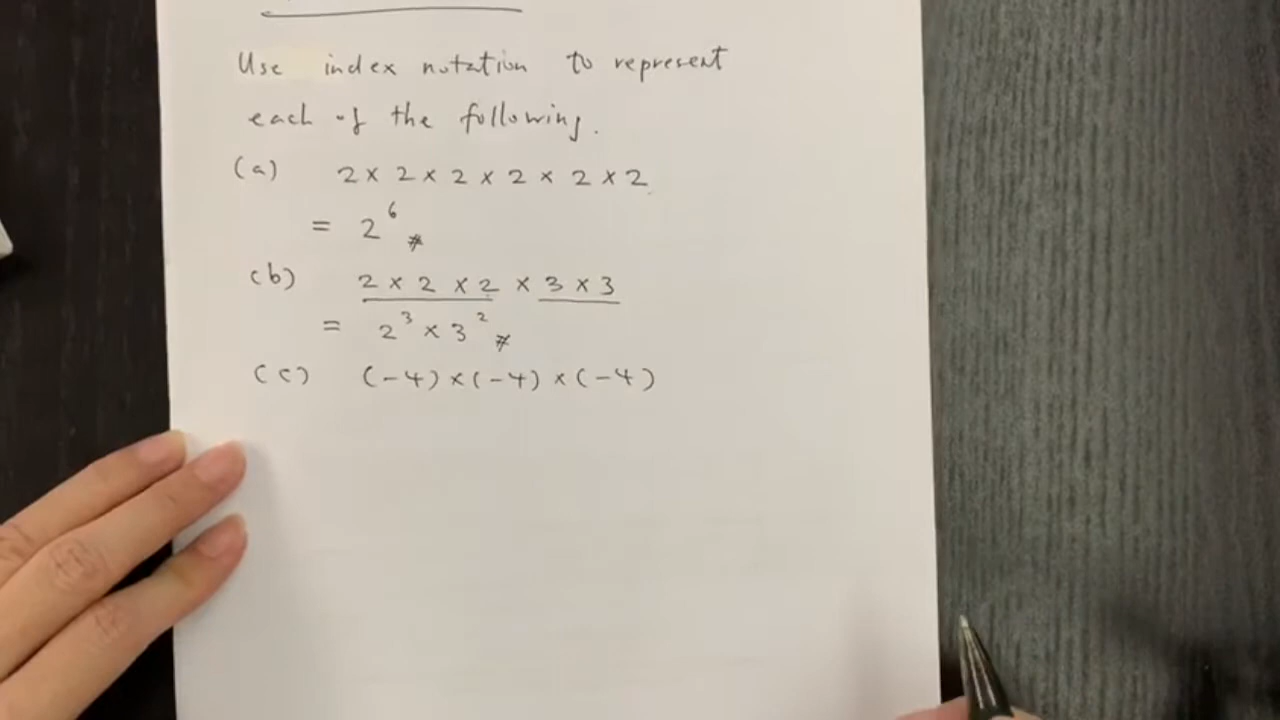 Use index notation to represent
each of the following.
(a) 2 × 2 × 2 × 2 × 2 × 2
= 2⁶ #
(b) 2 × 2 × 2 × 3 × 3
= 2³ × 3² #
(c) (-4) × (-4) × (-4)